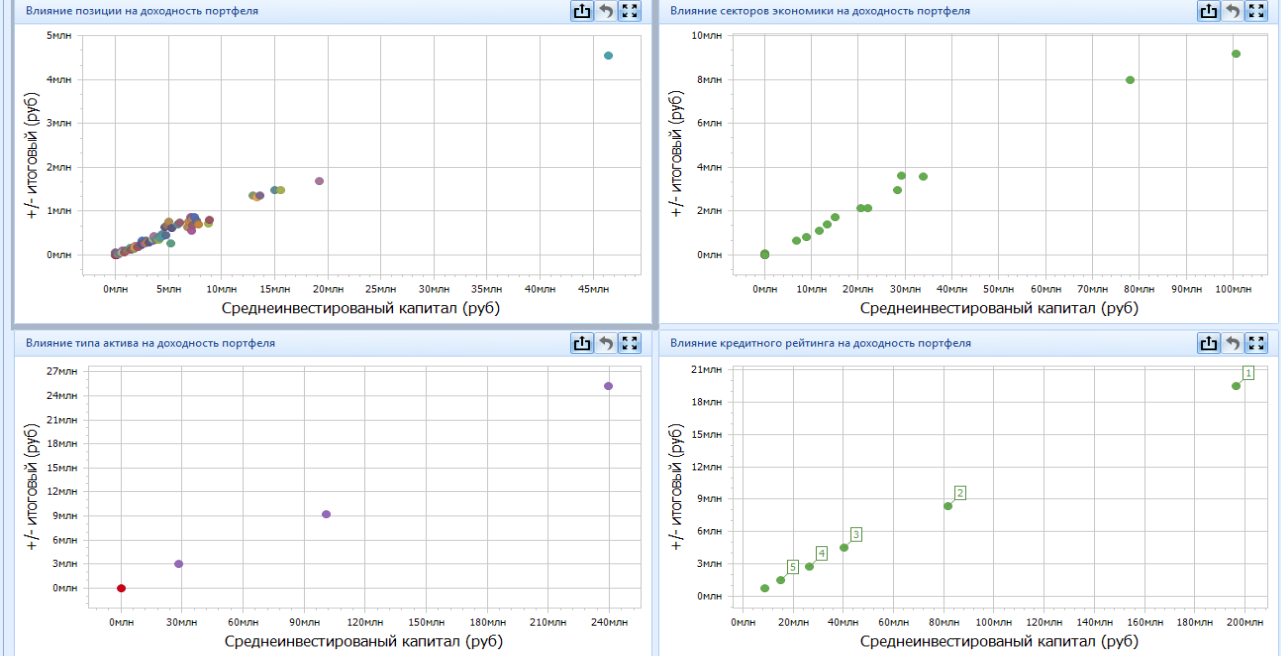 Влияние позиции на доходность портфеля
5млн
4млн
3млн
2млн
1млн
0млн
+/- итоговый (руб)
0млн 5млн 10млн 15млн 20млн 25млн 30млн 35млн 40млн 45млн
Среднеинвестированый капитал (руб)
Влияние секторов экономики на доходность портфеля
10млн
8млн
6млн
4млн
2млн
0млн
+/- итоговый (руб)
0млн 10млн 20млн 30млн 40млн 50млн 60млн 70млн 80млн 90млн 100млн
Среднеинвестированый капитал (руб)
Влияние типа актива на доходность портфеля
27млн
24млн
21млн
18млн
15млн
12млн
9млн
6млн
3млн
0млн
+/- итоговый (руб)
0млн 30млн 60млн 90млн 120млн 150млн 180млн 210млн 240млн
Среднеинвестированый капитал (руб)
Влияние кредитного рейтинга на доходность портфеля
21млн
18млн
15млн
12млн
9млн
6млн
3млн
0млн
+/- итоговый (руб)
1
2
3
4
5
0млн 20млн 40млн 60млн 80млн 100млн 120млн 140млн 160млн 180млн 200млн
Среднеинвестированый капитал (руб)